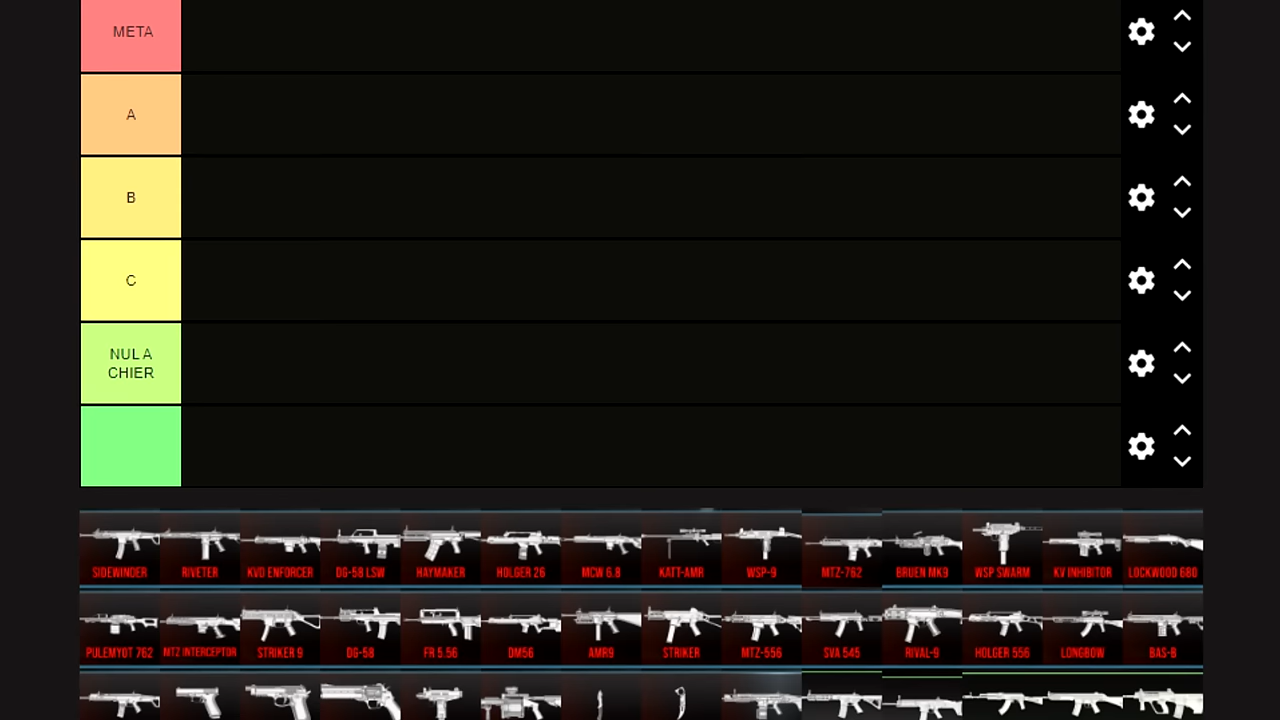 META
A
B
C
NUL A
CHIER
SIDEWINDER RIVETER KVD ENFORCER DG-58 LSW HAYMAKER HOLGER 26 MCW 6.8 KATT-AMR WSP-9 MTZ-762 BRUEN MK9 WSP SWARM KV INHIBITOR LOCKWOOD 680
PULEMYOT 762 MTZ INTERCEPTOR STRIKER 9 DG-58 FR 5.56 DM56 AMR9 STRIKER MTZ-556 SVA 545 RIVAL-9 HOLGER 556 LONGBOW BAS-B